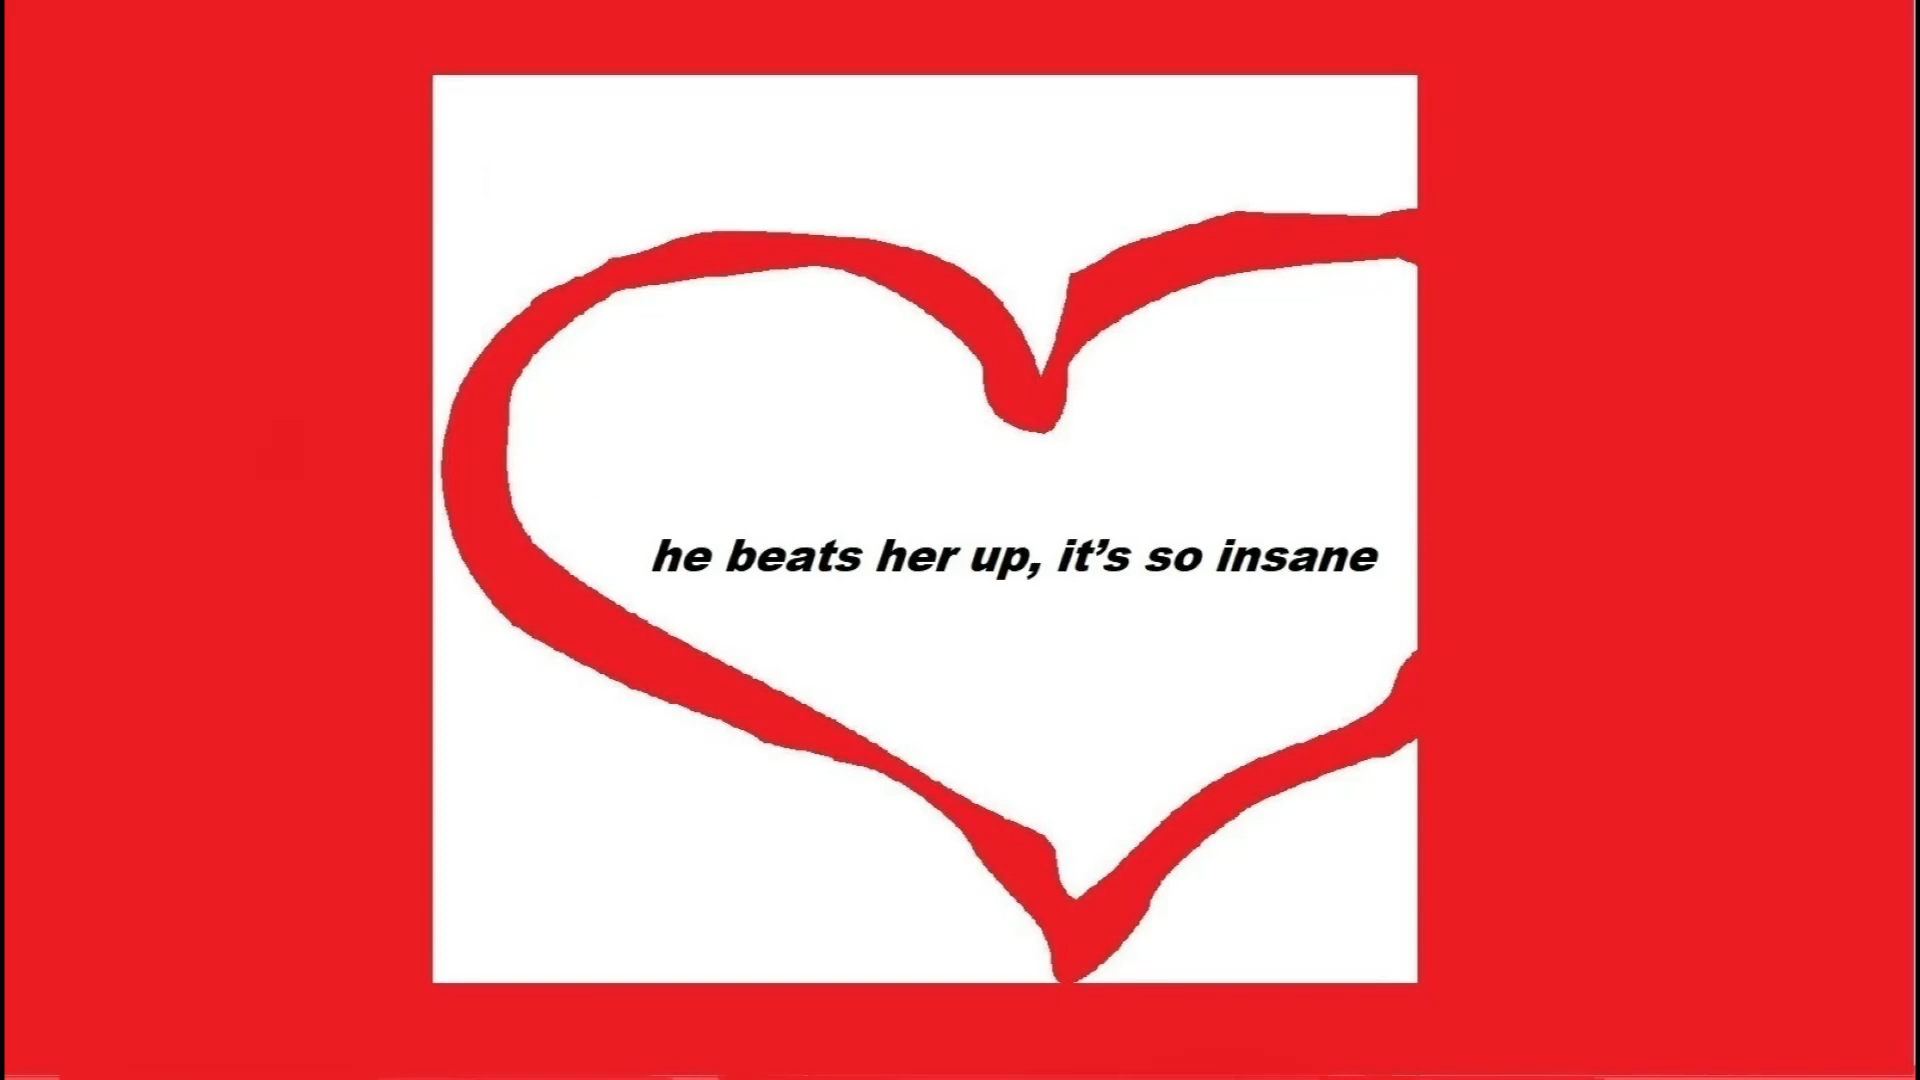 he beats her up, it’s so insane